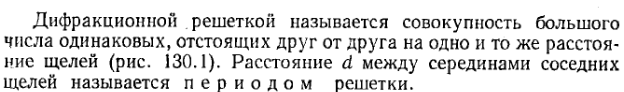 Дифракционной решеткой называется совокупность большого
числа одинаковых, отстоящих друг от друга на одно и то же расстоя-
ние щелей (рис. 130.1). Расстояние d между серединами соседних
щелей называется периодом решетки.